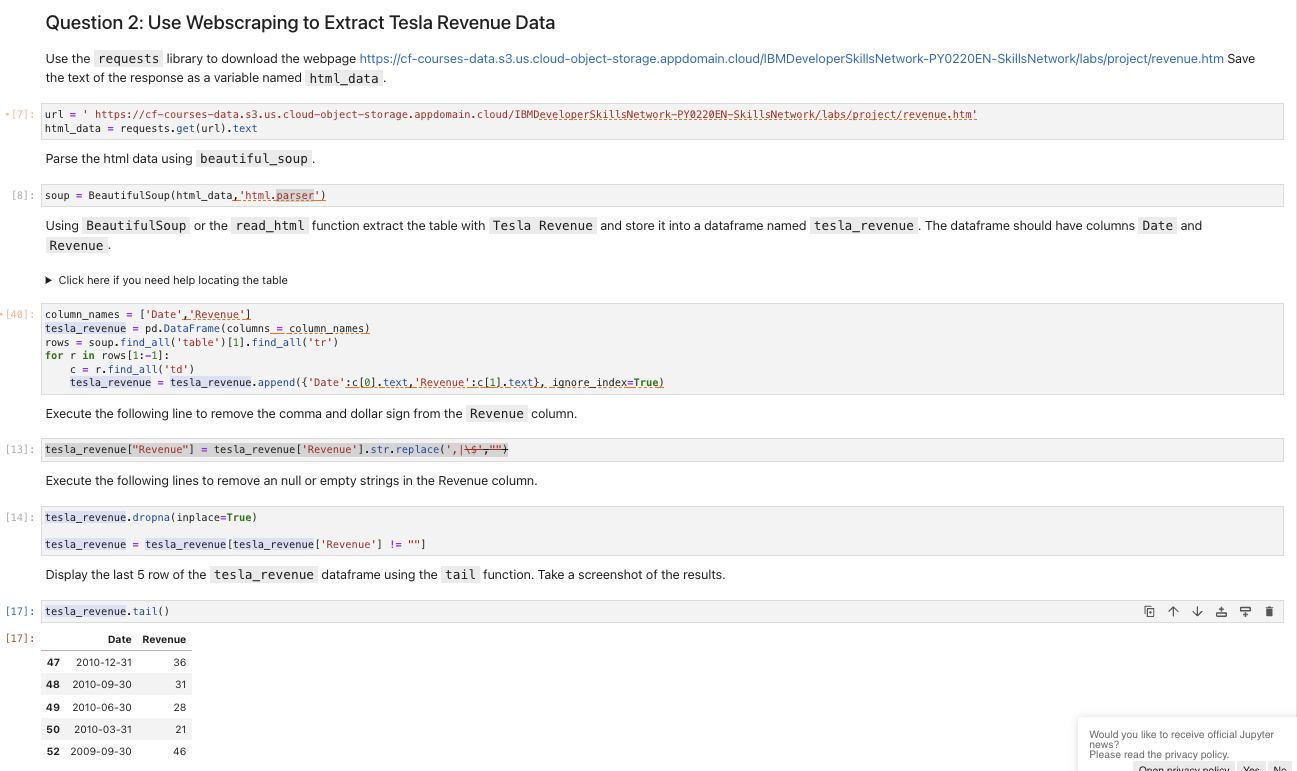 Question 2: Use Webscraping to Extract Tesla Revenue Data
Use the requests library to download the webpage https://cf-courses-data.s3.us.cloud-object-storage.appdomain.cloud/IBMDeveloperSkillsNetwork-PY0220EN-SkillsNetwork/labs/project/revenue.htm Save
the text of the response as a variable named html_data.
[7]: url = ' https://cf-courses-data.s3.us.cloud-object-storage.appdomain.cloud/IBMDeveloperSkillsNetwork-PY0220EN-SkillsNetwork/labs/project/revenue.htm'
html_data = requests.get(url).text
Parse the html data using beautiful_soup.
[8]: soup = BeautifulSoup(html_data,'html.parser')
Using BeautifulSoup or the read_html function extract the table with Tesla Revenue and store it into a dataframe named tesla_revenue. The dataframe should have columns Date and
Revenue.
▶ Click here if you need help locating the table
[40]: column_names = ['Date','Revenue']
tesla_revenue = pd.DataFrame(columns = column_names)
rows = soup.find_all('table')[1].find_all('tr')
for r in rows[1:-1]:
    c = r.find_all('td')
    tesla_revenue = tesla_revenue.append({'Date':c[0].text,'Revenue':c[1].text}, ignore_index=True)
Execute the following line to remove the comma and dollar sign from the Revenue column.
[13]: tesla_revenue["Revenue"] = tesla_revenue['Revenue'].str.replace(',|\$',"")
Execute the following lines to remove an null or empty strings in the Revenue column.
[14]: tesla_revenue.dropna(inplace=True)
tesla_revenue = tesla_revenue[tesla_revenue['Revenue'] != ""]
Display the last 5 row of the tesla_revenue dataframe using the tail function. Take a screenshot of the results.
[17]: tesla_revenue.tail()
[17]: Date Revenue
47 2010-12-31 36
48 2010-09-30 31
49 2010-06-30 28
50 2010-03-31 21
52 2009-09-30 46
Would you like to receive official Jupyter
news?
Please read the privacy policy.
Open privacy policy Yes No